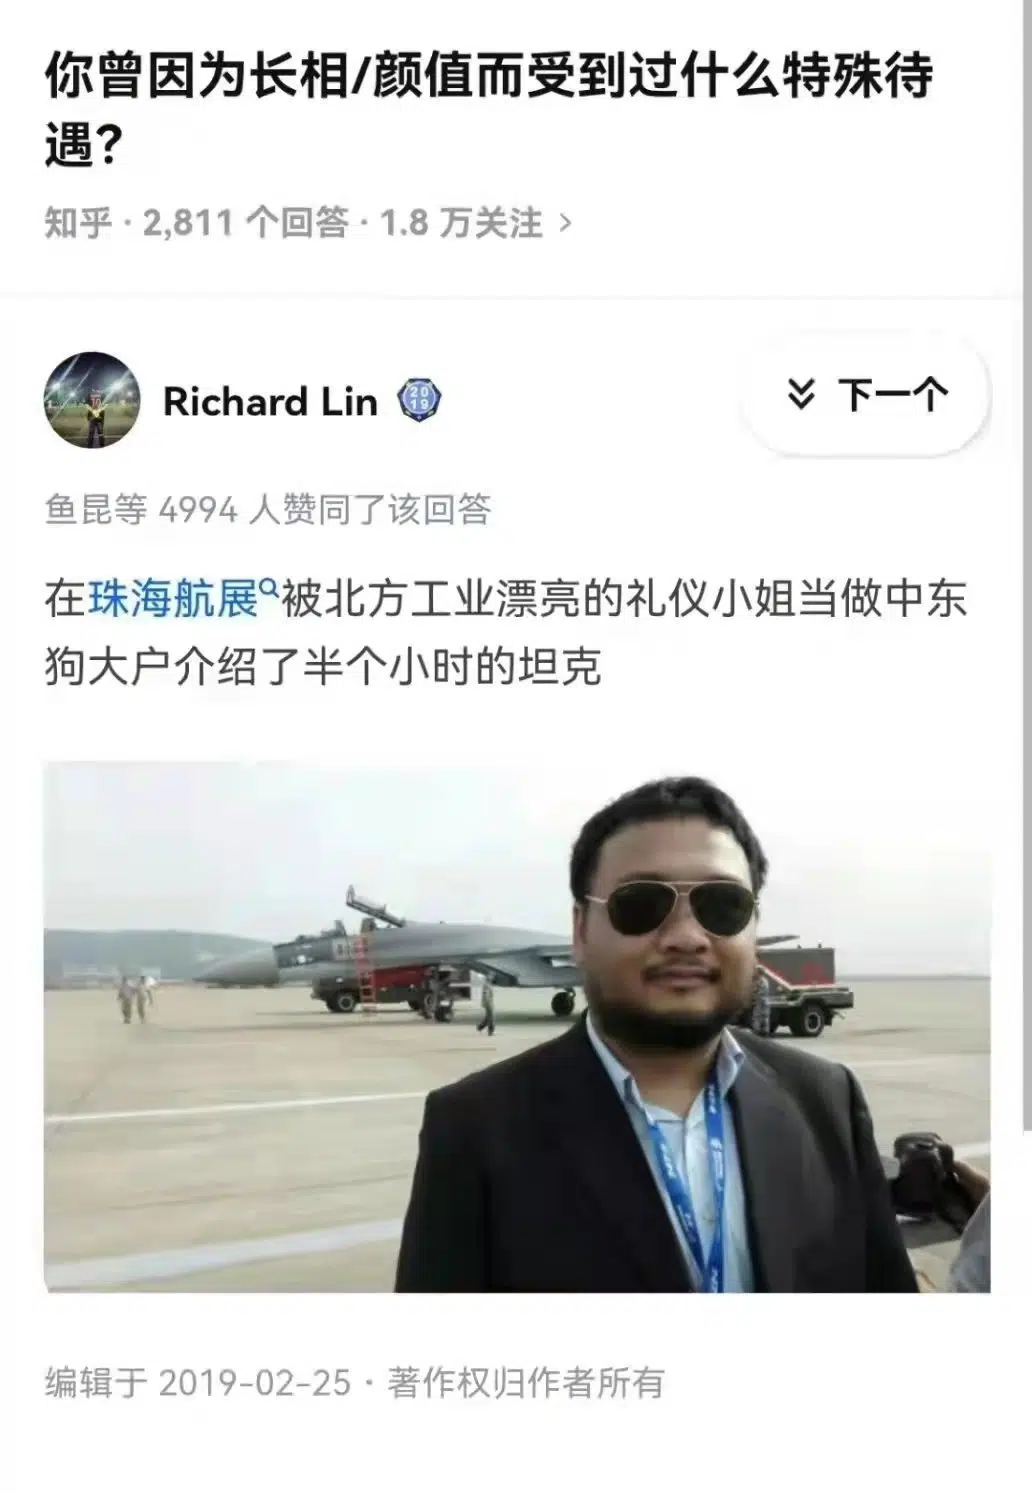 你曾因为长相/颜值而受到过什么特殊待
遇？
知乎 · 2,811 个回答 · 1.8 万关注 >
Richard Lin
2019
下一个
鱼昆等 4994 人赞同了该回答
在珠海航展被北方工业漂亮的礼仪小姐当做中东
狗大户介绍了半个小时的坦克
编辑于 2019-02-25 · 著作权归作者所有